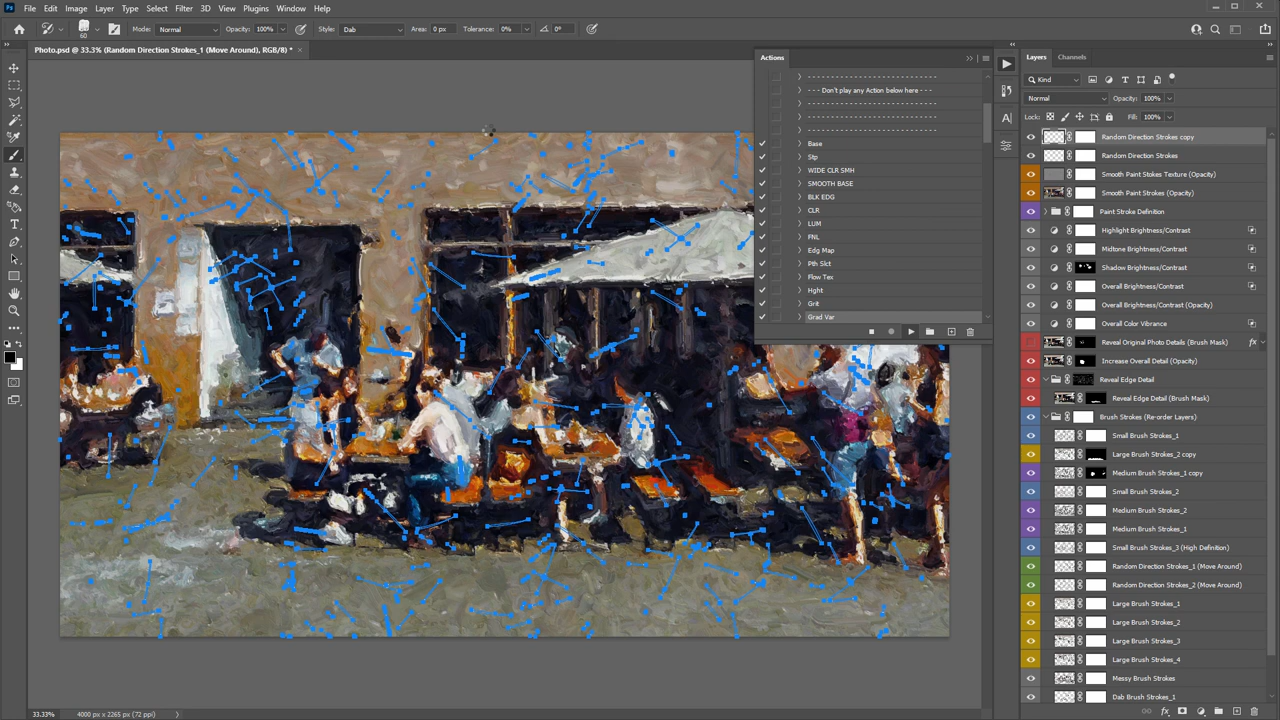 Ps File Edit Image Layer Type Select Filter 3D View Plugins Window Help
60 Mode: Normal Opacity: 100% Style: Dab Area: 0 px Tolerance: 0% 0°
Photo.psd @ 33.3% (Random Direction Strokes_1 (Move Around), RGB/8) * ×
Actions
- - - - - - - - - - - - - - - - - - - - - - - - - - - - - -
- - - Don't play any Action below here - - -
- - - - - - - - - - - - - - - - - - - - - - - - - - - - - -
- - - - - - - - - - - - - - - - - - - - - - - - - - - - - -
- - - - - - - - - - - - - - - - - - - - - - - - - - - - - -
Base
Stp
WIDE CLR SMH
SMOOTH BASE
BLK EDG
CLR
LUM
FNL
Edg Map
Pth Skt
Flow Tex
Hght
Grit
Grad Var
Layers Channels
Kind
Normal Opacity: 100%
Lock: Fill: 100%
Random Direction Strokes copy
Random Direction Strokes
Smooth Paint Stokes Texture (Opacity)
Smooth Paint Stokes (Opacity)
Paint Stroke Definition
Highlight Brightness/Contrast
Midtone Brightness/Contrast
Shadow Brightness/Contrast
Overall Brightness/Contrast
Overall Brightness/Contrast (Opacity)
Overall Color Vibrance
Reveal Original Photo Details (Brush Mask) fx
Increase Overall Detail (Opacity)
Reveal Edge Detail
Reveal Edge Detail (Brush Mask)
Brush Strokes (Re-order Layers)
Small Brush Strokes_1
Large Brush Strokes_2 copy
Medium Brush Strokes_1 copy
Small Brush Strokes_2
Medium Brush Strokes_2
Medium Brush Strokes_1
Small Brush Strokes_3 (High Definition)
Random Direction Strokes_1 (Move Around)
Random Direction Strokes_2 (Move Around)
Large Brush Strokes_1
Large Brush Strokes_2
Large Brush Strokes_3
Large Brush Strokes_4
Messy Brush Strokes
Dab Brush Strokes_1
fx
33.33% 4000 px x 2265 px (72 ppi)